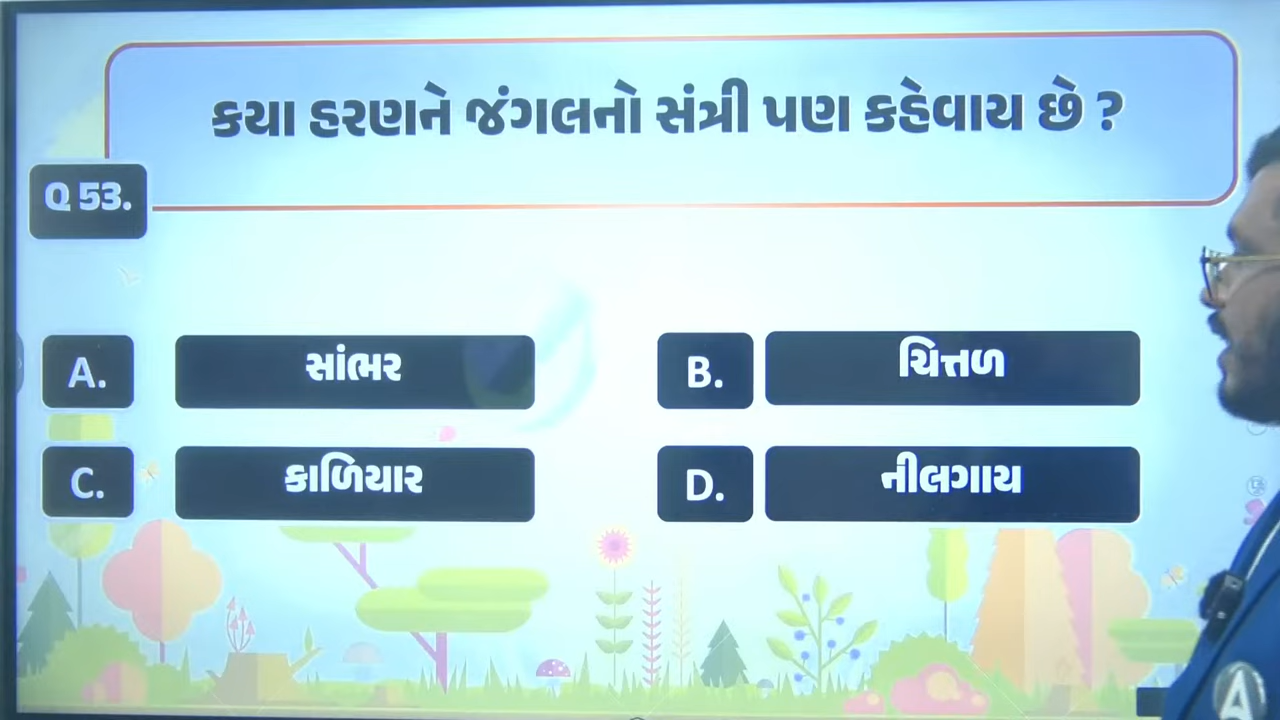 કયા હરણને જંગલનો સંત્રી પણ કહેવાય છે ?
Q 53.
A. સાંભર
B. ચિત્તળ
C. કાળિયાર
D. નીલગાય